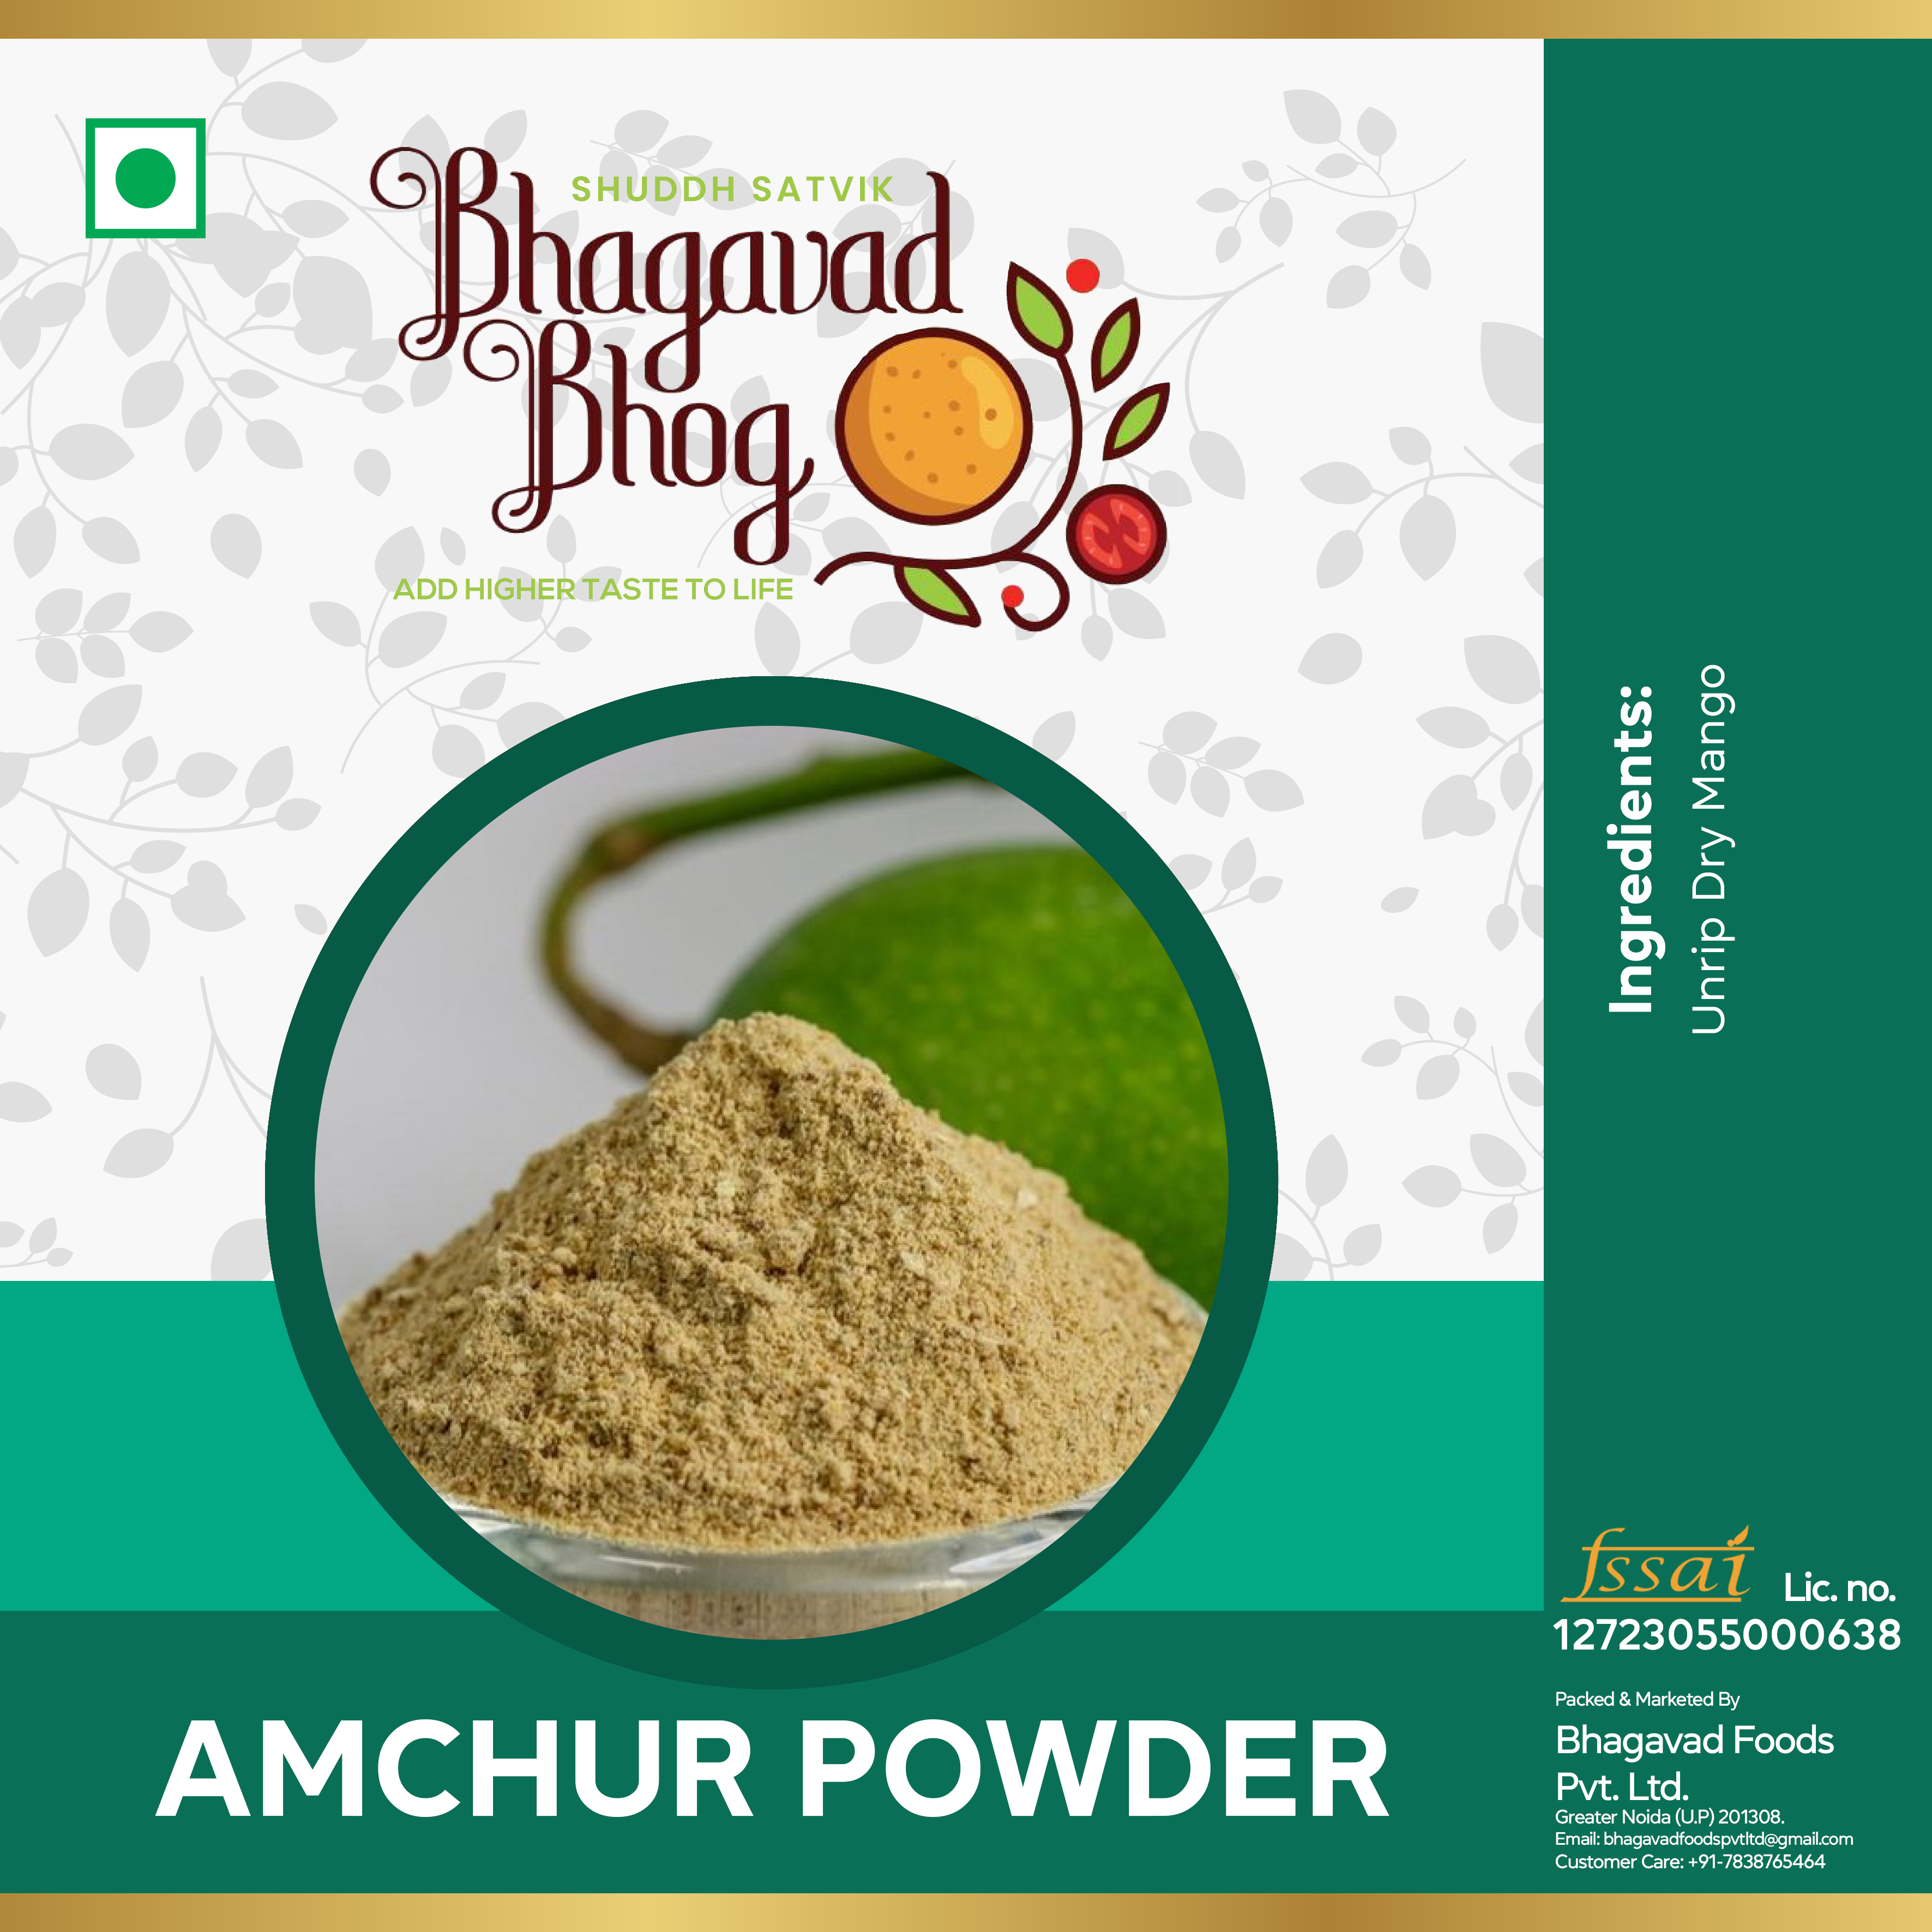 SHUDDH SATVIK
Bhagavad
Bhog
ADD HIGHER TASTE TO LIFE
AMCHUR POWDER
Ingredients:
Unrip Dry Mango
fssai Lic. no.
12723055000638
Packed & Marketed By
Bhagavad Foods
Pvt. Ltd.
Greater Noida (U.P) 201308.
Email: bhagavadfoodspvtltd@gmail.com
Customer Care: +91-7838765464